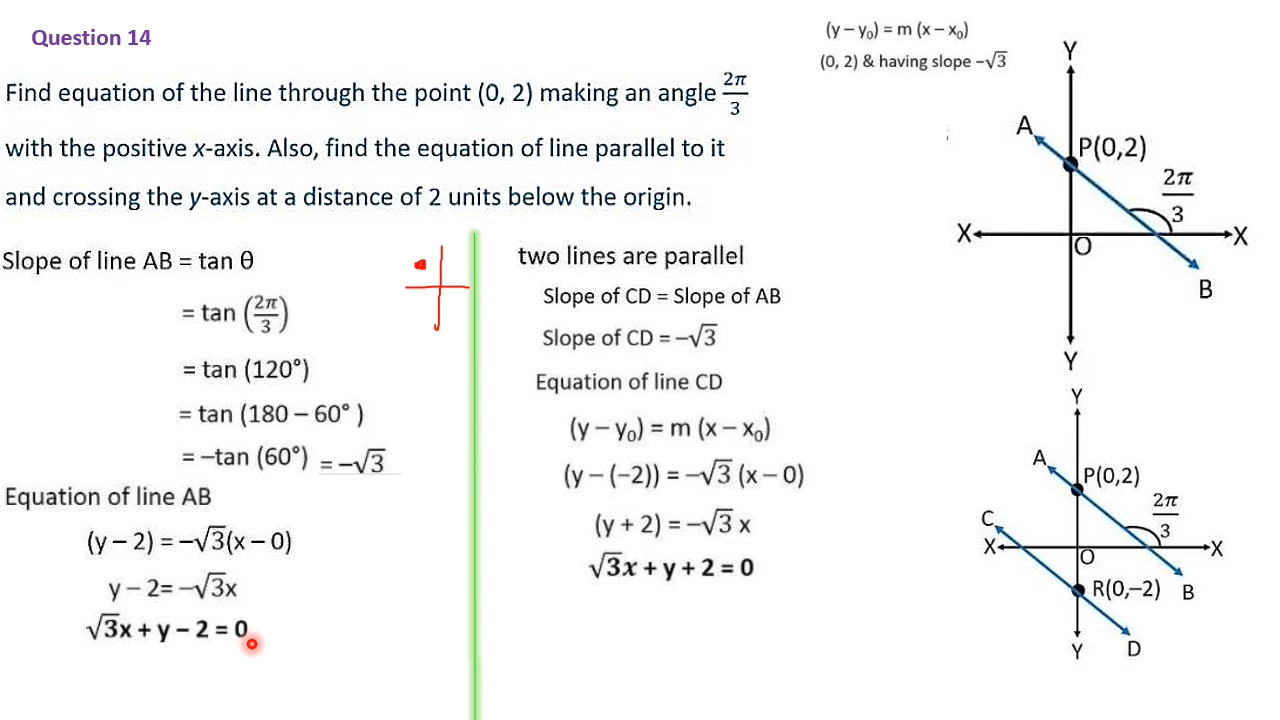 Question 14
Find equation of the line through the point (0, 2) making an angle 2π/3
with the positive x-axis. Also, find the equation of line parallel to it
and crossing the y-axis at a distance of 2 units below the origin.
Slope of line AB = tan θ
= tan (2π/3)
= tan (120°)
= tan (180 – 60° )
= –tan (60°) = –√3
Equation of line AB
(y – 2) = –√3(x – 0)
y – 2= –√3x
√3x + y – 2 = 0
two lines are parallel
Slope of CD = Slope of AB
Slope of CD = –√3
Equation of line CD
(y – y₀) = m (x – x₀)
(y – (–2)) = –√3 (x – 0)
(y + 2) = –√3 x
√3x + y + 2 = 0
(y – y₀) = m (x – x₀)
(0, 2) & having slope –√3
Y
A
P(0,2)
2π/3
X
O
X
B
Y
Y
A
P(0,2)
2π/3
C
X
O
X
R(0,–2)
B
Y
D